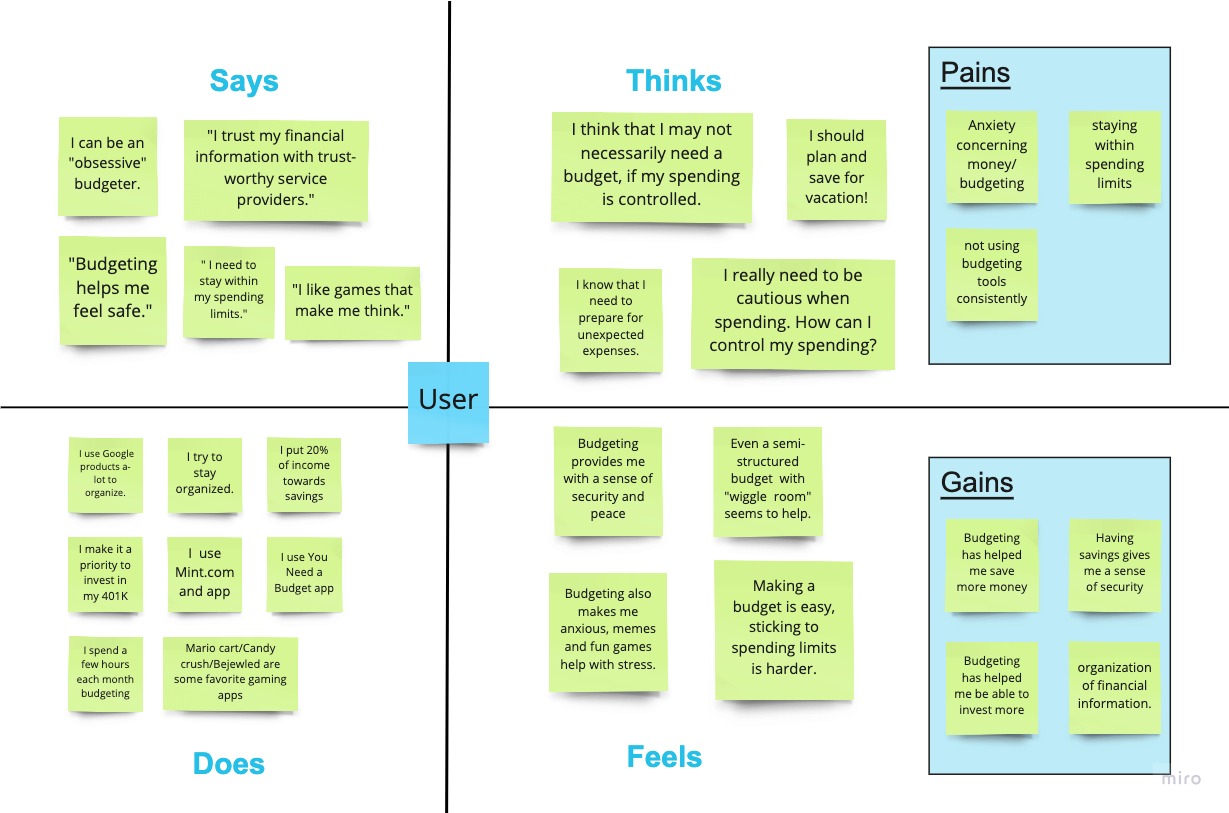 Says
I can be an
"obsessive"
budgeter.
"I trust my financial
information with trust-
worthy service
providers."
"Budgeting
helps me
feel safe."
" I need to
stay within
my spending
limits."
"I like games that
make me think."
Thinks
I think that I may not
necessarily need a
budget, if my spending
is controlled.
I should
plan and
save for
vacation!
I know that I
need to
prepare for
unexpected
expenses.
I really need to be
cautious when
spending. How can I
control my spending?
Pains
Anxiety
concerning
money/
budgeting
staying
within
spending
limits
not using
budgeting
tools
consistently
User
I use Google
products a-
lot to
organize.
I try to
stay
organized.
I put 20%
of income
towards
savings
I make it a
priority to
invest in
my 401K
I use
Mint.com
and app
I use You
Need a
Budget app
I spend a
few hours
each month
budgeting
Mario cart/Candy
crush/Bejewled are
some favorite gaming
apps
Does
Budgeting
provides me
with a sense of
security and
peace
Even a semi-
structured
budget with
"wiggle room"
seems to help.
Budgeting also
makes me
anxious, memes
and fun games
help with stress.
Making a
budget is easy,
sticking to
spending limits
is harder.
Feels
Gains
Budgeting
has helped
me save
more money
Having
savings gives
me a sense
of security
Budgeting
has helped
me be able to
invest more
organization
of financial
information.
miro